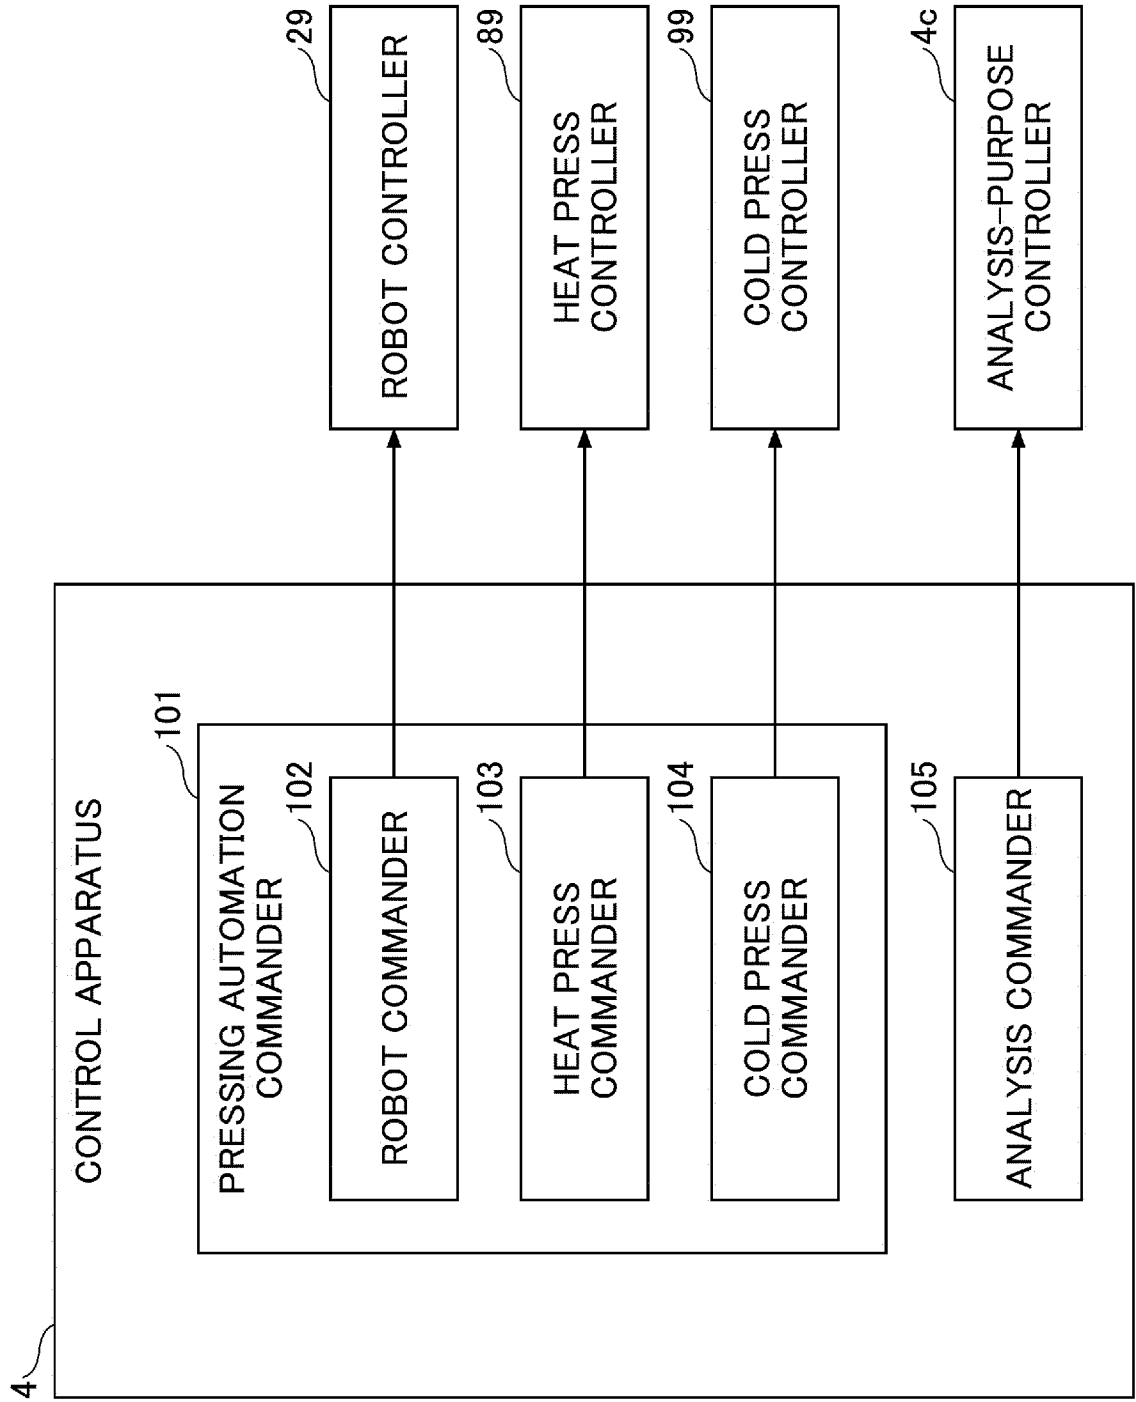 4
CONTROL APPARATUS
101
PRESSING AUTOMATION
COMMANDER
102
ROBOT COMMANDER
29
ROBOT CONTROLLER
103
HEAT PRESS
COMMANDER
89
HEAT PRESS
CONTROLLER
104
COLD PRESS
COMMANDER
99
COLD PRESS
CONTROLLER
105
ANALYSIS COMMANDER
4c
ANALYSIS-PURPOSE
CONTROLLER